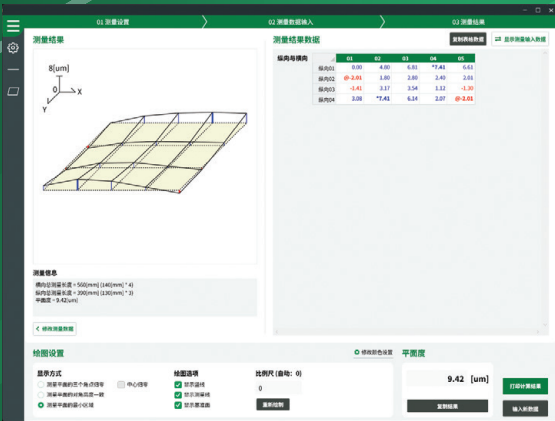 01 测量设置
02 测量数据输入
03 测量结果
测量结果
8[um]
0
X
Y
测量信息
横向总测量长度 = 560[mm] (140[mm] * 4)
纵向总测量长度 = 390[mm] (130[mm] * 3)
平面度 = 9.42[um]
修改测量数据
测量结果数据
复制表格数据
显示测量输入数据
纵向与横向
01 02 03 04 05
纵向01 0.00 4.80 6.81 *7.41 6.61
纵向02 @-2.01 1.80 2.80 2.40 2.01
纵向03 -1.41 3.17 3.54 1.12 -1.30
纵向04 2.08 *7.41 6.14 2.07 @-2.01
绘图设置
修改颜色设置
显示方式
测量平面的三个角点归零
中心归零
测量平面的对角高度一致
测量平面的最小区域
绘图选项
显示基线
显示测量线
显示基准面
比例尺 (自动: 0)
0
重新绘制
平面度
9.42 [um]
复制结果
打印计算结果
输入新数据